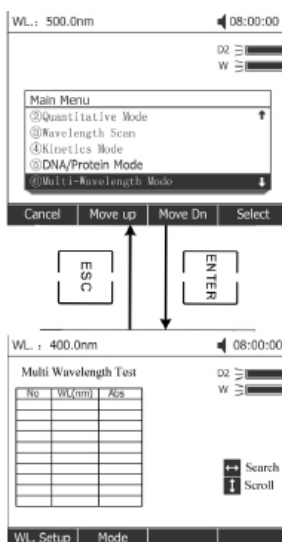 WL.: 500.0nm 08:00:00
D2
W
Main Menu
②Quantitative Mode
③Wavelength Scan
④Kinetics Mode
⑤DNA/Protein Mode
⑥Multi-Wavelength Mode
Cancel Move up Move Dn Select
ESC
ENTER
WL. : 400.0nm 08:00:00
Multi Wavelength Test D2
W
No WL(nm) Abs
Search
Scroll
WL. Setup Mode